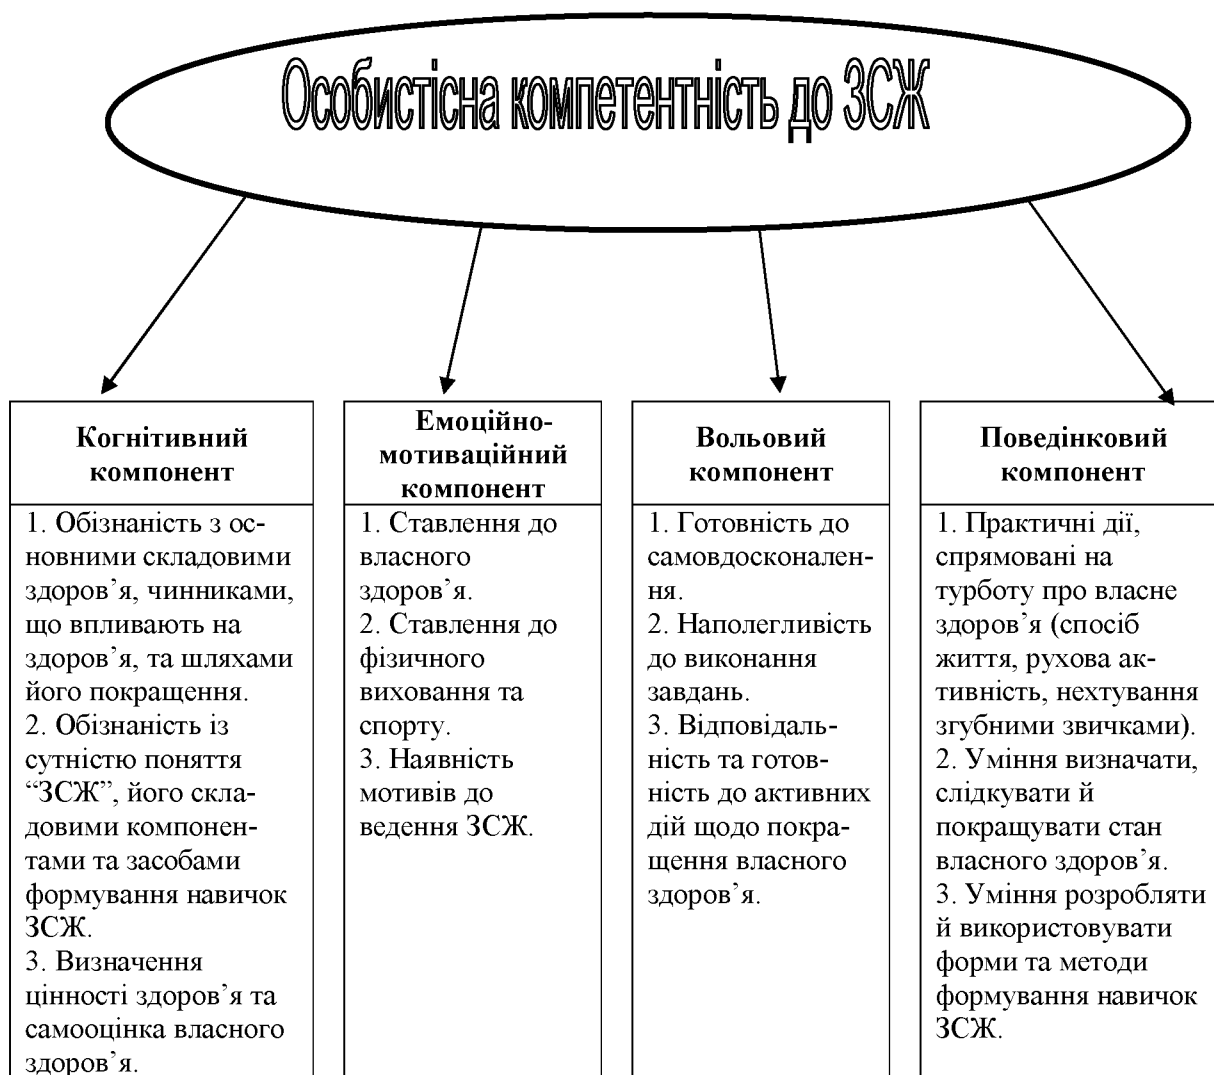 Особистісна компетентність до ЗСЖ
Когнітивний
компонент
1. Обізнаність з ос-
новними складовими
здоров’я, чинниками,
що впливають на
здоров’я, та шляхами
його покращення.
2. Обізнаність із
сутністю поняття
“ЗСЖ”, його скла-
довими компонен-
тами та засобами
формування навичок
ЗСЖ.
3. Визначення
цінності здоров’я та
самооцінка власного
здоров’я.
Емоційно-
мотиваційний
компонент
1. Ставлення до
власного
здоров’я.
2. Ставлення до
фізичного
виховання та
спорту.
3. Наявність
мотивів до
ведення ЗСЖ.
Вольовий
компонент
1. Готовність до
самовдосконален-
ня.
2. Наполегливість
до виконання
завдань.
3. Відповідаль-
ність та готов-
ність до активних
дій щодо покра-
щення власного
здоров’я.
Поведінковий
компонент
1. Практичні дії,
спрямовані на
турботу про власне
здоров’я (спосіб
життя, рухова ак-
тивність, нехтування
згубними звичками).
2. Уміння визначати,
слідкувати й
покращувати стан
власного здоров’я.
3. Уміння розробляти
й використовувати
форми та методи
формування навичок
ЗСЖ.